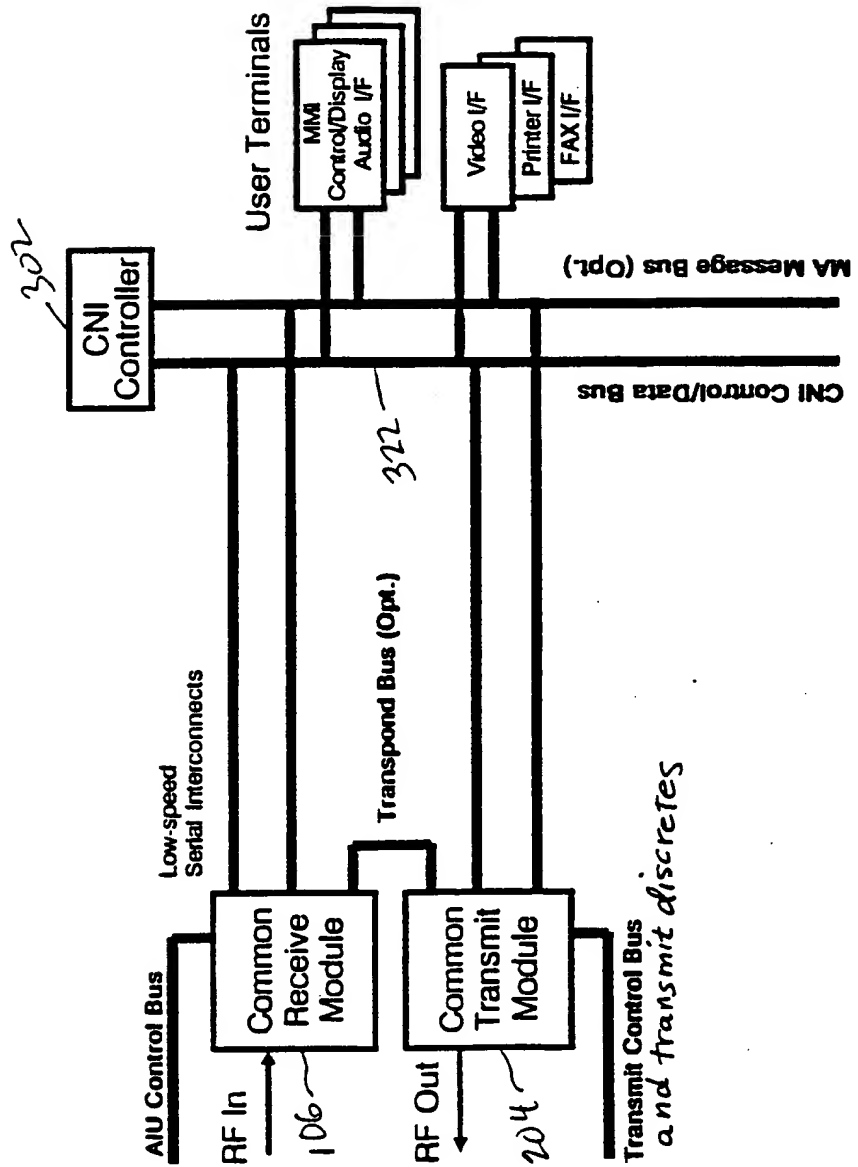 302
CNI
Controller
User Terminals
MMI
Control/Display
Audio I/F
Video I/F
Printer I/F
FAX I/F
MA Message Bus (Opt.)
CNI Control/Data Bus
322
Low-speed
Serial Interconnects
Transpond Bus (Opt.)
AIU Control Bus
RF In
106
Common
Receive
Module
RF Out
204
Common
Transmit
Module
Transmit Control Bus
and transmit discretes